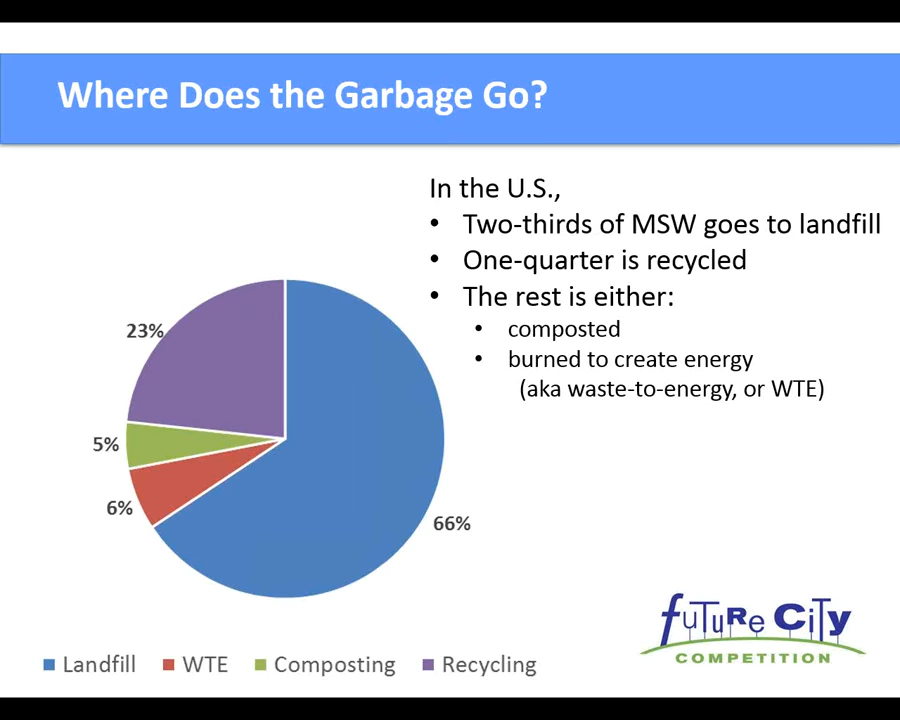 Where Does the Garbage Go?
In the U.S.,
• Two-thirds of MSW goes to landfill
• One-quarter is recycled
• The rest is either:
• composted
• burned to create energy
(aka waste-to-energy, or WTE)
23%
5%
6%
66%
Landfill WTE Composting Recycling
fuTuRe CiTy
COMPETITION